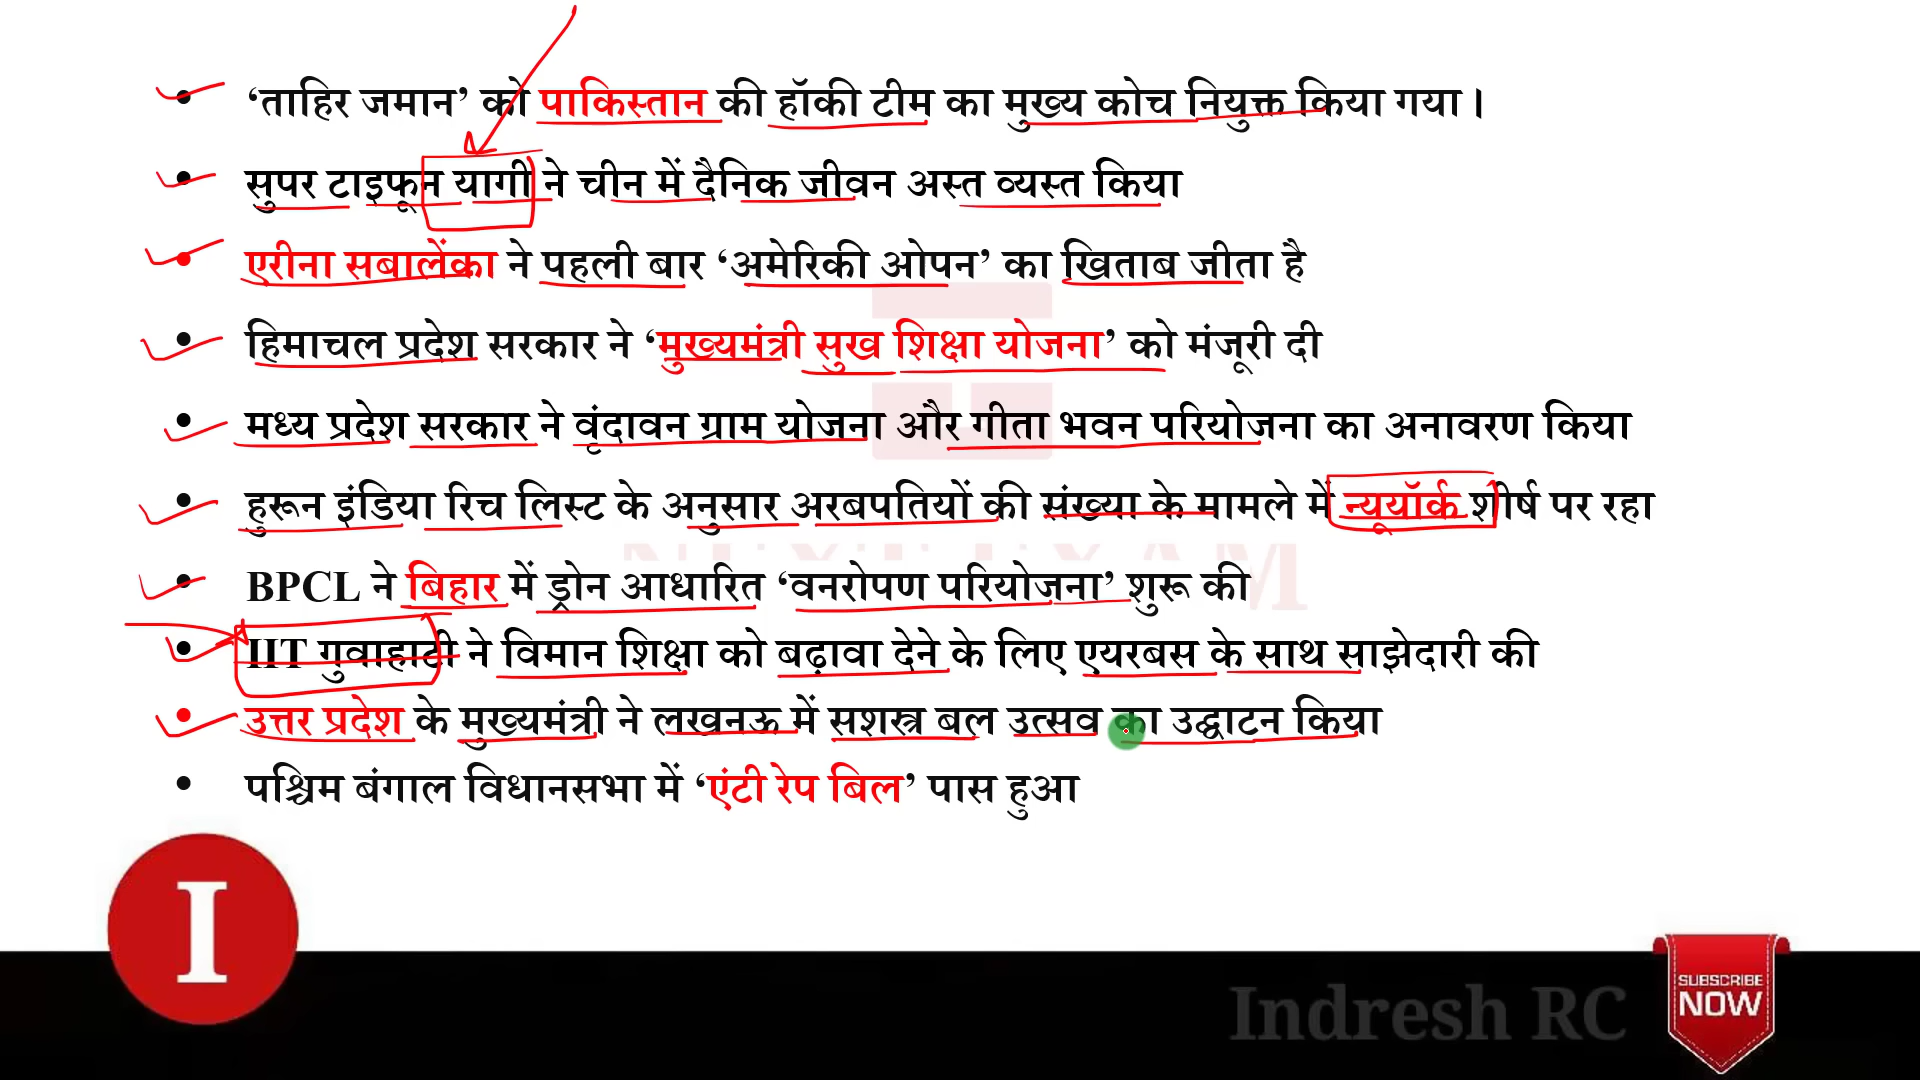 • ‘ताहिर जमान’ को पाकिस्तान की हॉकी टीम का मुख्य कोच नियुक्त किया गया।
• सुपर टाइफून यागी ने चीन में दैनिक जीवन अस्त व्यस्त किया
• एरीना सबालेंका ने पहली बार ‘अमेरिकी ओपन’ का खिताब जीता है
• हिमाचल प्रदेश सरकार ने ‘मुख्यमंत्री सुख शिक्षा योजना’ को मंजूरी दी
• मध्य प्रदेश सरकार ने वृंदावन ग्राम योजना और गीता भवन परियोजना का अनावरण किया
• हुरून इंडिया रिच लिस्ट के अनुसार अरबपतियों की संख्या के मामले में न्यूयॉर्क शीर्ष पर रहा
• BPCL ने बिहार में ड्रोन आधारित ‘वनरोपण परियोजना’ शुरू की
• IIT गुवाहाटी ने विमान शिक्षा को बढ़ावा देने के लिए एयरबस के साथ साझेदारी की
• उत्तर प्रदेश के मुख्यमंत्री ने लखनऊ में सशस्त्र बल उत्सव का उद्घाटन किया
• पश्चिम बंगाल विधानसभा में ‘एंटी रेप बिल’ पास हुआ
I
Indresh RC
SUBSCRIBE
NOW